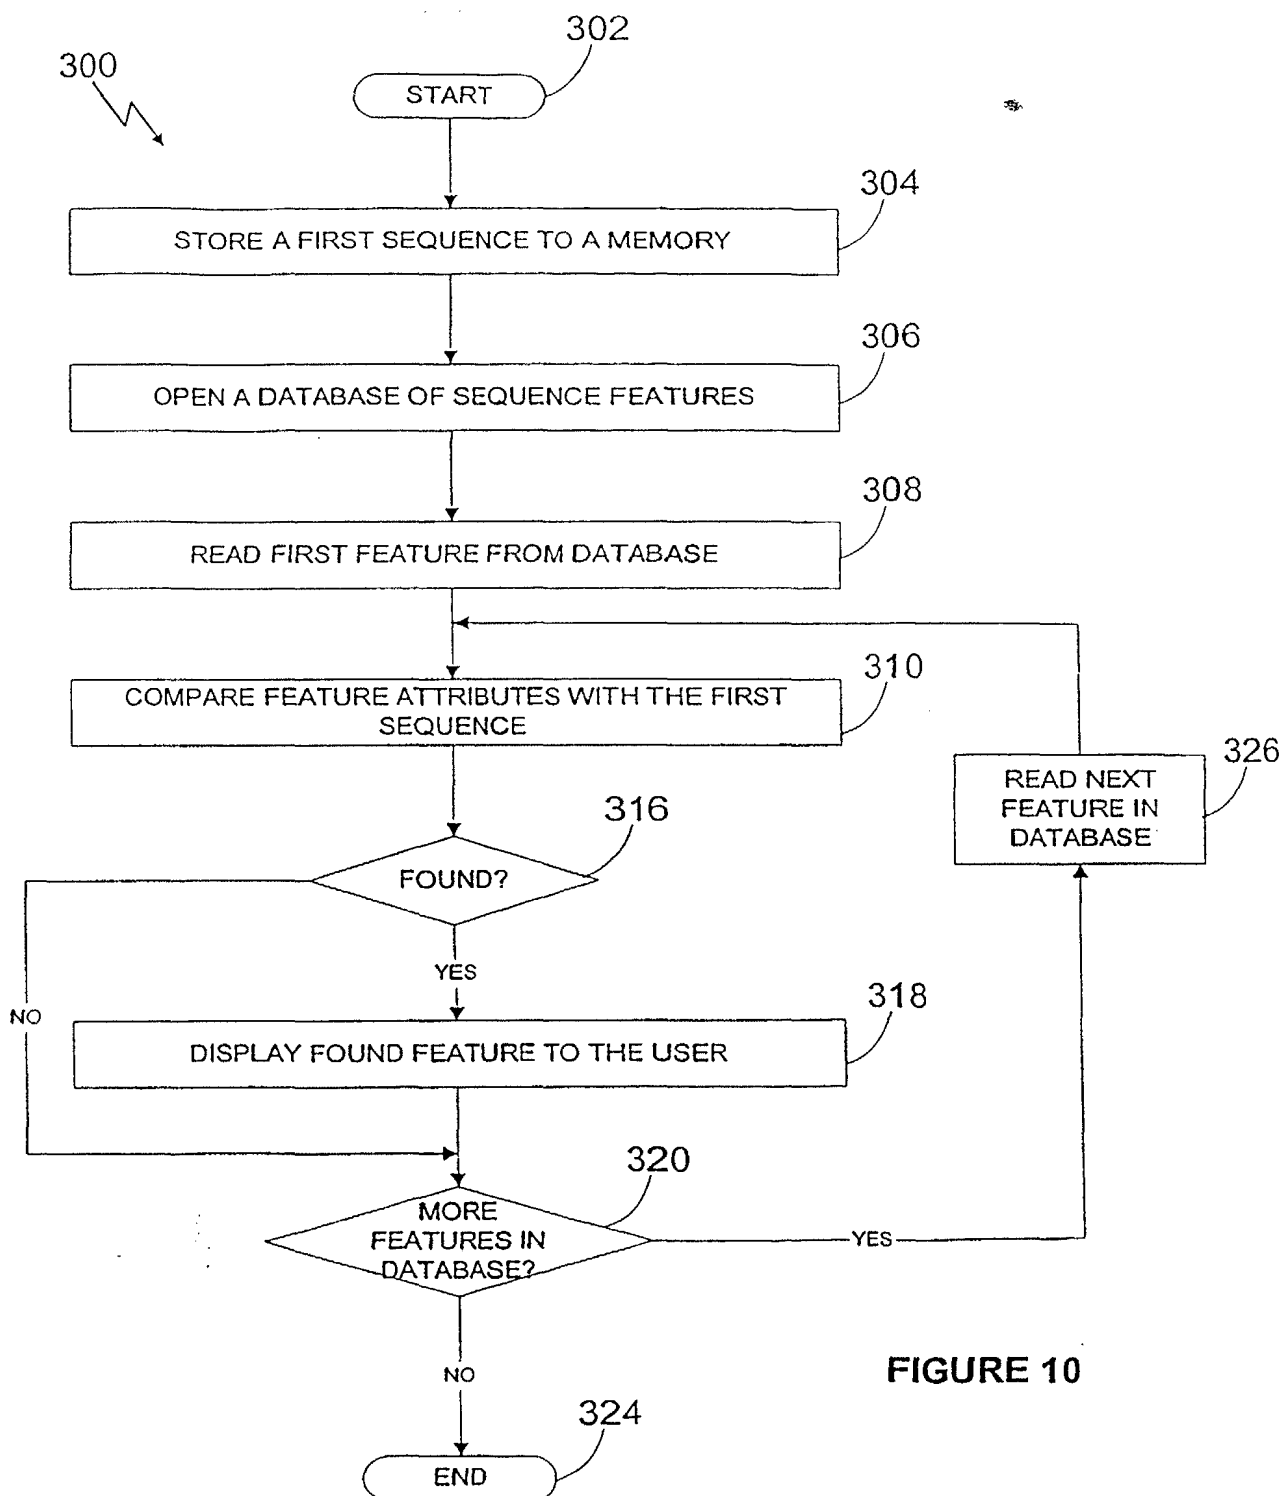 302
300
START
304
STORE A FIRST SEQUENCE TO A MEMORY
306
OPEN A DATABASE OF SEQUENCE FEATURES
308
READ FIRST FEATURE FROM DATABASE
310
COMPARE FEATURE ATTRIBUTES WITH THE FIRST
SEQUENCE
326
READ NEXT
FEATURE IN
DATABASE
316
FOUND?
YES
NO
318
DISPLAY FOUND FEATURE TO THE USER
320
MORE
FEATURES IN
DATABASE?
YES
NO
FIGURE 10
324
END